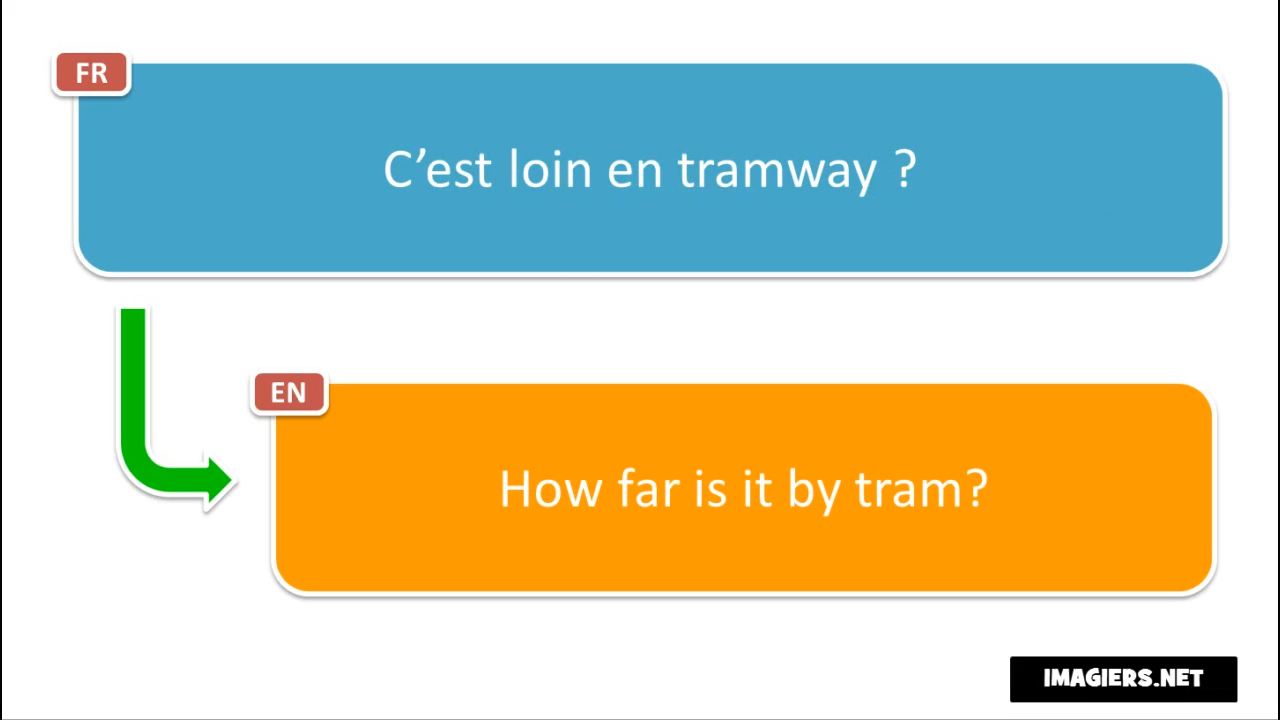 FR
C’est loin en tramway ?
EN
How far is it by tram?
IMAGIERS.NET